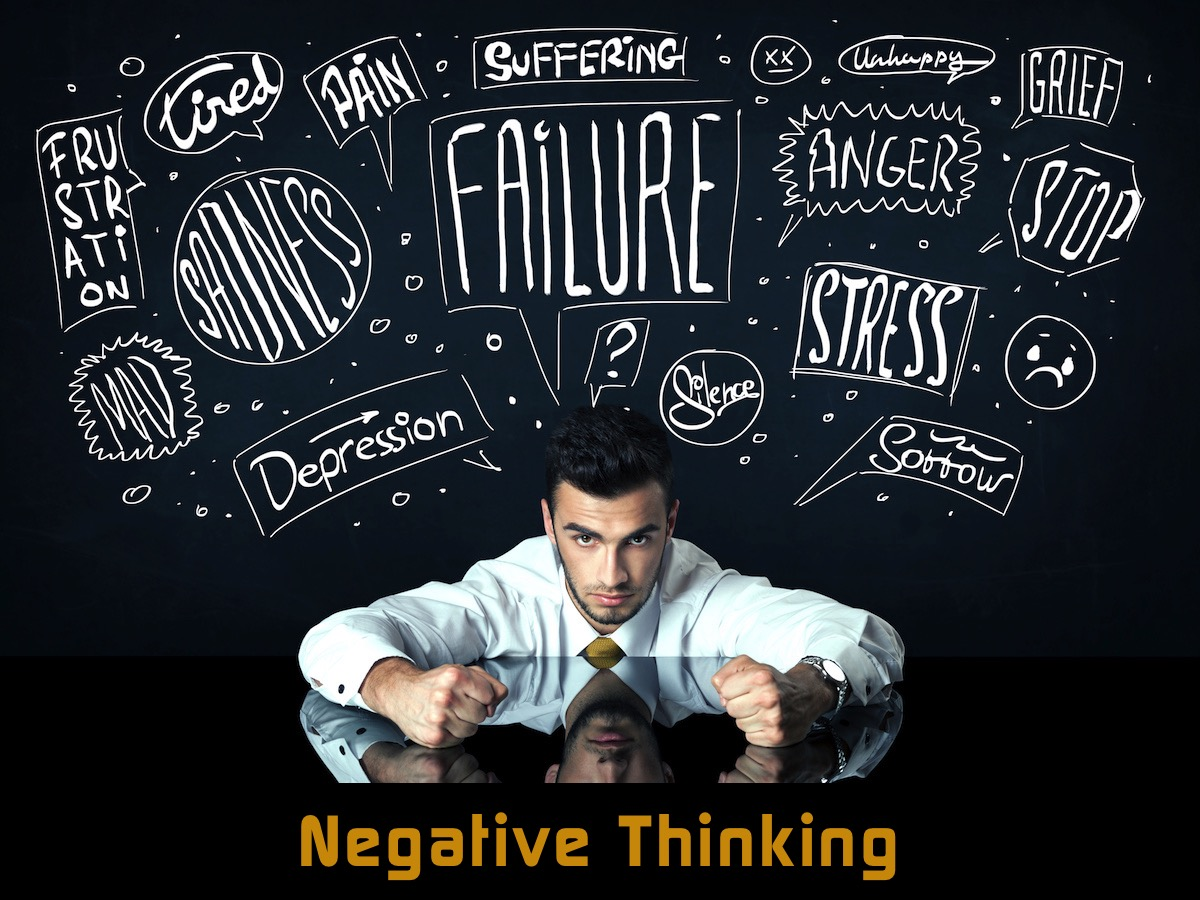 Tired
PAIN
SUFFERING
XX
Unhappy
GRIEF
FRU
STR
ATi
ON
SADNESS
FAiLURE
ANGER
STOP
STRESS
MAD
Depression
?
Silence
Sorrow
Negative Thinking